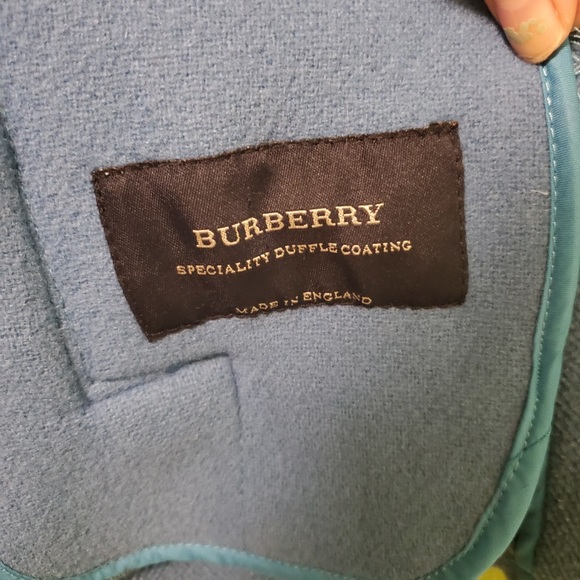 BURBERRY
SPECIALITY DUFFLE COATING
MADE IN ENGLAND